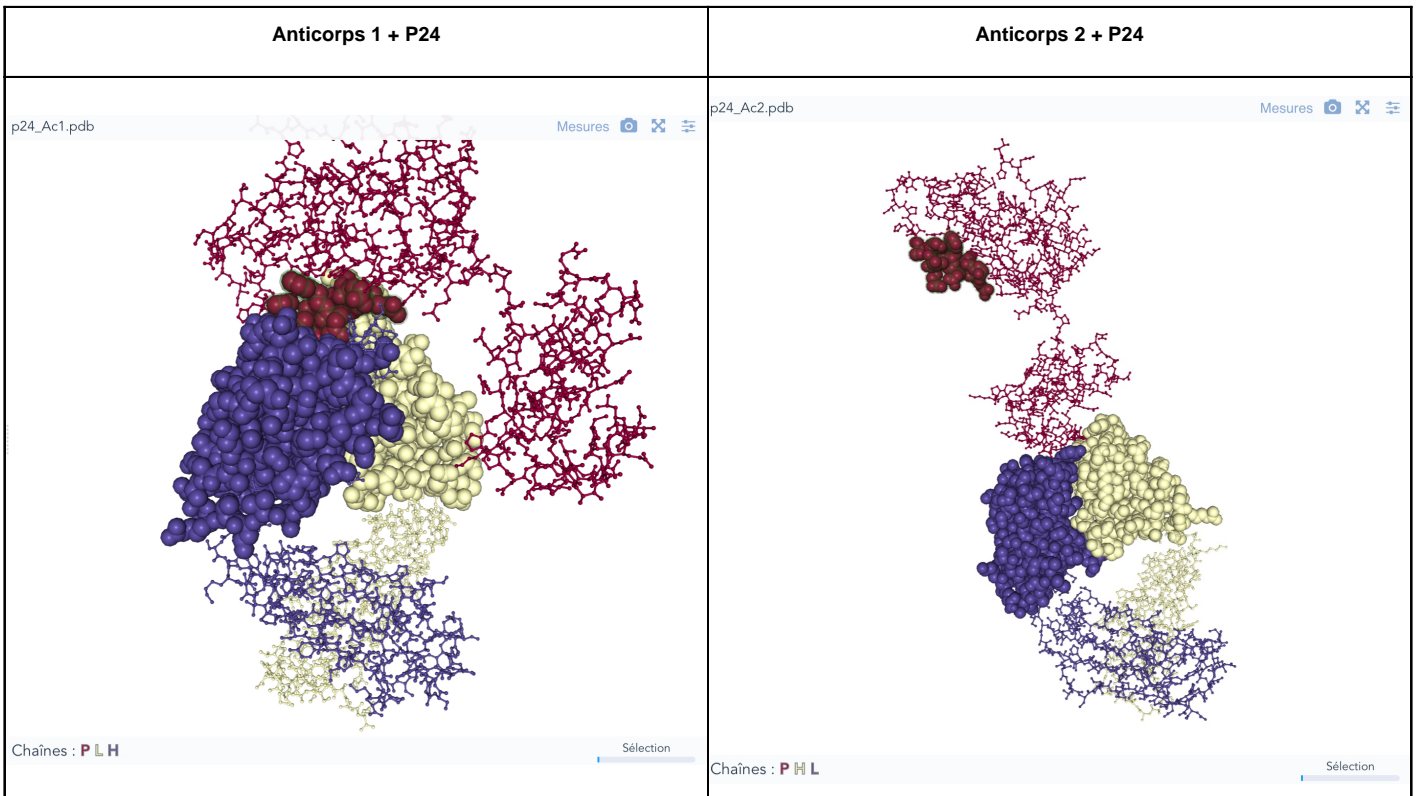 Anticorps 1 + P24
Anticorps 2 + P24
p24_Ac1.pdb
Mesures
p24_Ac2.pdb
Mesures
Chaînes : P L H
Sélection
Chaînes : P H L
Sélection